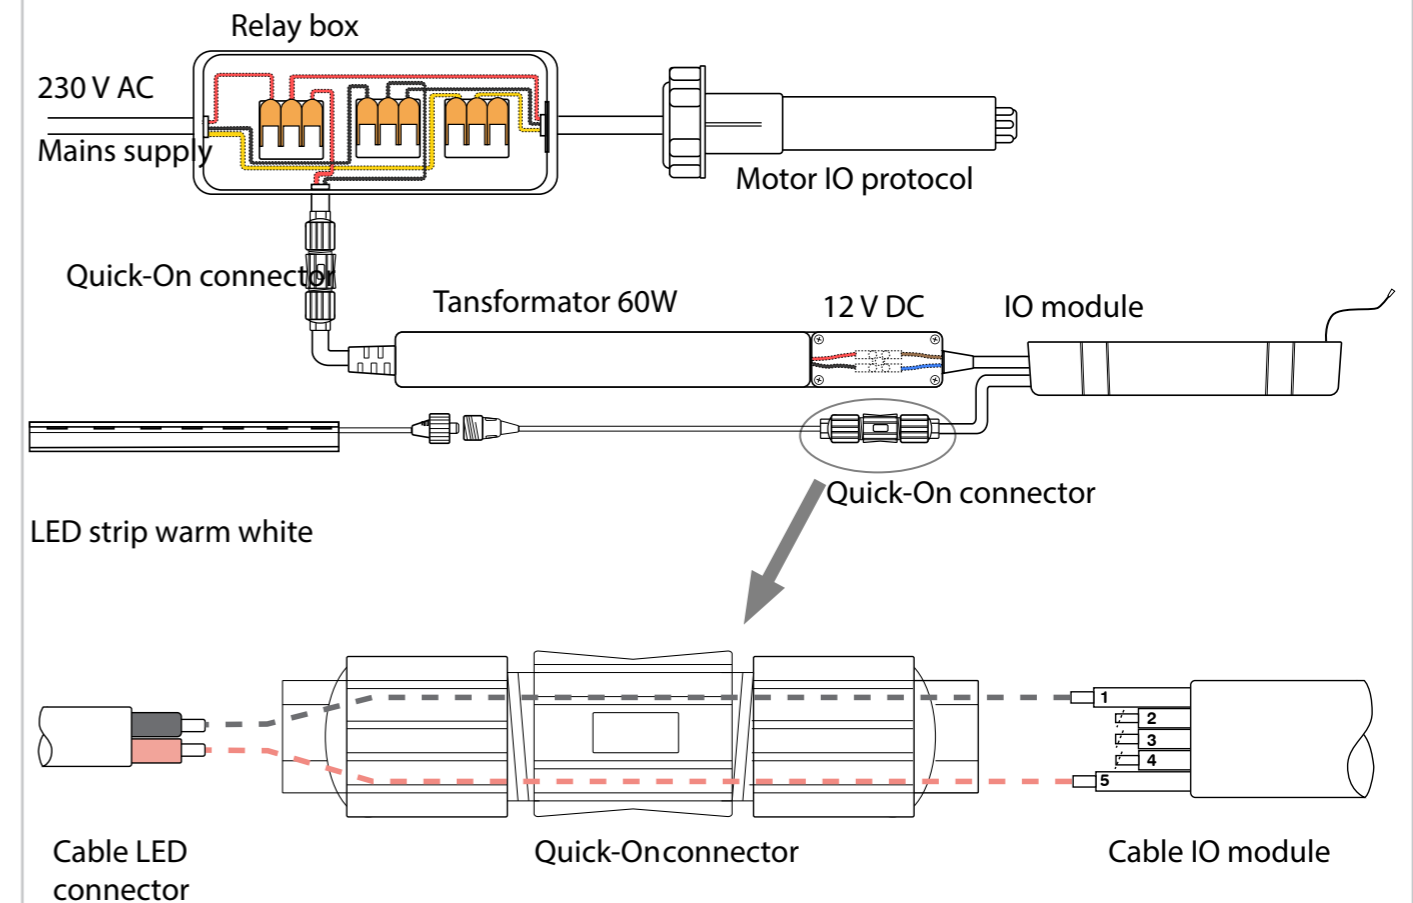 Relay box
230 V AC
Mains supply
Motor IO protocol
Quick-On connector
Tansformator 60W
12 V DC
IO module
Quick-On connector
LED strip warm white
1
2
3
4
5
Cable LED
connector
Quick-Onconnector
Cable IO module